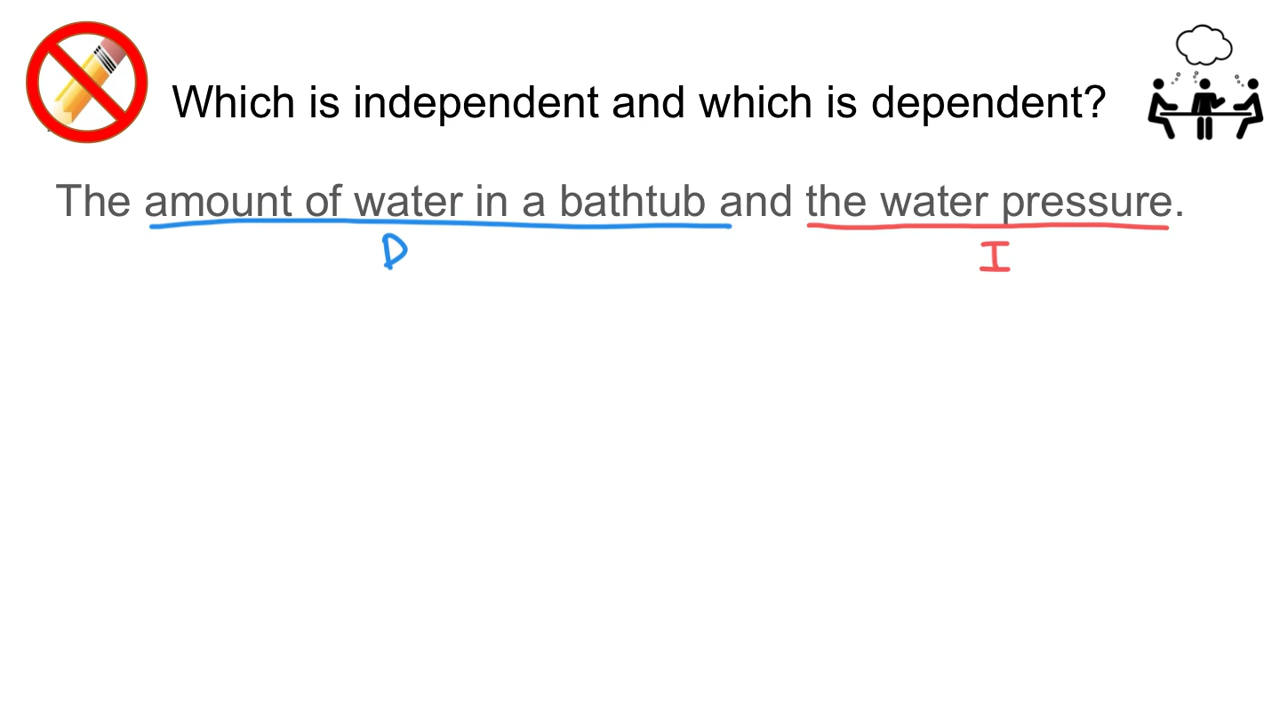 Which is independent and which is dependent?
The amount of water in a bathtub and the water pressure.
D I